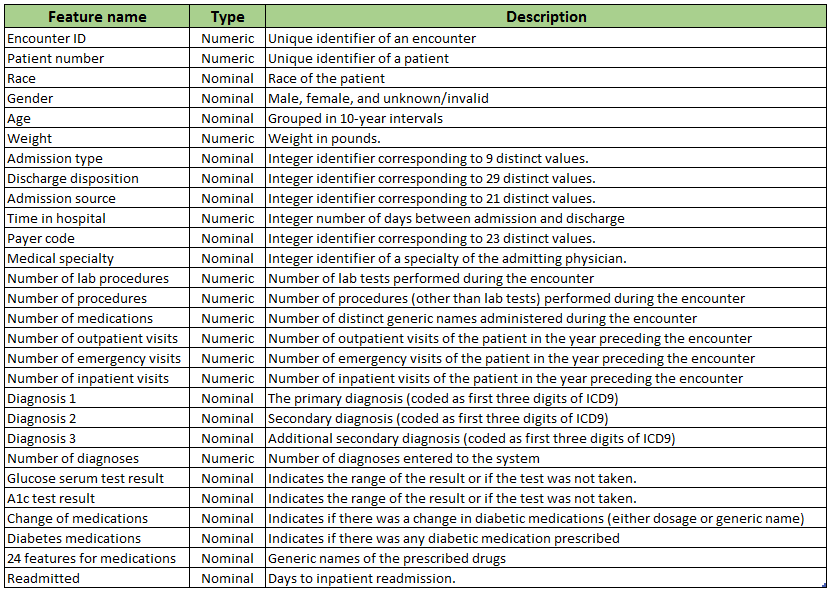 Feature name Type Description
Encounter ID Numeric Unique identifier of an encounter
Patient number Numeric Unique identifier of a patient
Race Nominal Race of the patient
Gender Nominal Male, female, and unknown/invalid
Age Nominal Grouped in 10-year intervals
Weight Numeric Weight in pounds.
Admission type Nominal Integer identifier corresponding to 9 distinct values.
Discharge disposition Nominal Integer identifier corresponding to 29 distinct values.
Admission source Nominal Integer identifier corresponding to 21 distinct values.
Time in hospital Numeric Integer number of days between admission and discharge
Payer code Nominal Integer identifier corresponding to 23 distinct values.
Medical specialty Nominal Integer identifier of a specialty of the admitting physician.
Number of lab procedures Numeric Number of lab tests performed during the encounter
Number of procedures Numeric Number of procedures (other than lab tests) performed during the encounter
Number of medications Numeric Number of distinct generic names administered during the encounter
Number of outpatient visits Numeric Number of outpatient visits of the patient in the year preceding the encounter
Number of emergency visits Numeric Number of emergency visits of the patient in the year preceding the encounter
Number of inpatient visits Numeric Number of inpatient visits of the patient in the year preceding the encounter
Diagnosis 1 Nominal The primary diagnosis (coded as first three digits of ICD9)
Diagnosis 2 Nominal Secondary diagnosis (coded as first three digits of ICD9)
Diagnosis 3 Nominal Additional secondary diagnosis (coded as first three digits of ICD9)
Number of diagnoses Numeric Number of diagnoses entered to the system
Glucose serum test result Nominal Indicates the range of the result or if the test was not taken.
A1c test result Nominal Indicates the range of the result or if the test was not taken.
Change of medications Nominal Indicates if there was a change in diabetic medications (either dosage or generic name)
Diabetes medications Nominal Indicates if there was any diabetic medication prescribed
24 features for medications Nominal Generic names of the prescribed drugs
Readmitted Nominal Days to inpatient readmission.